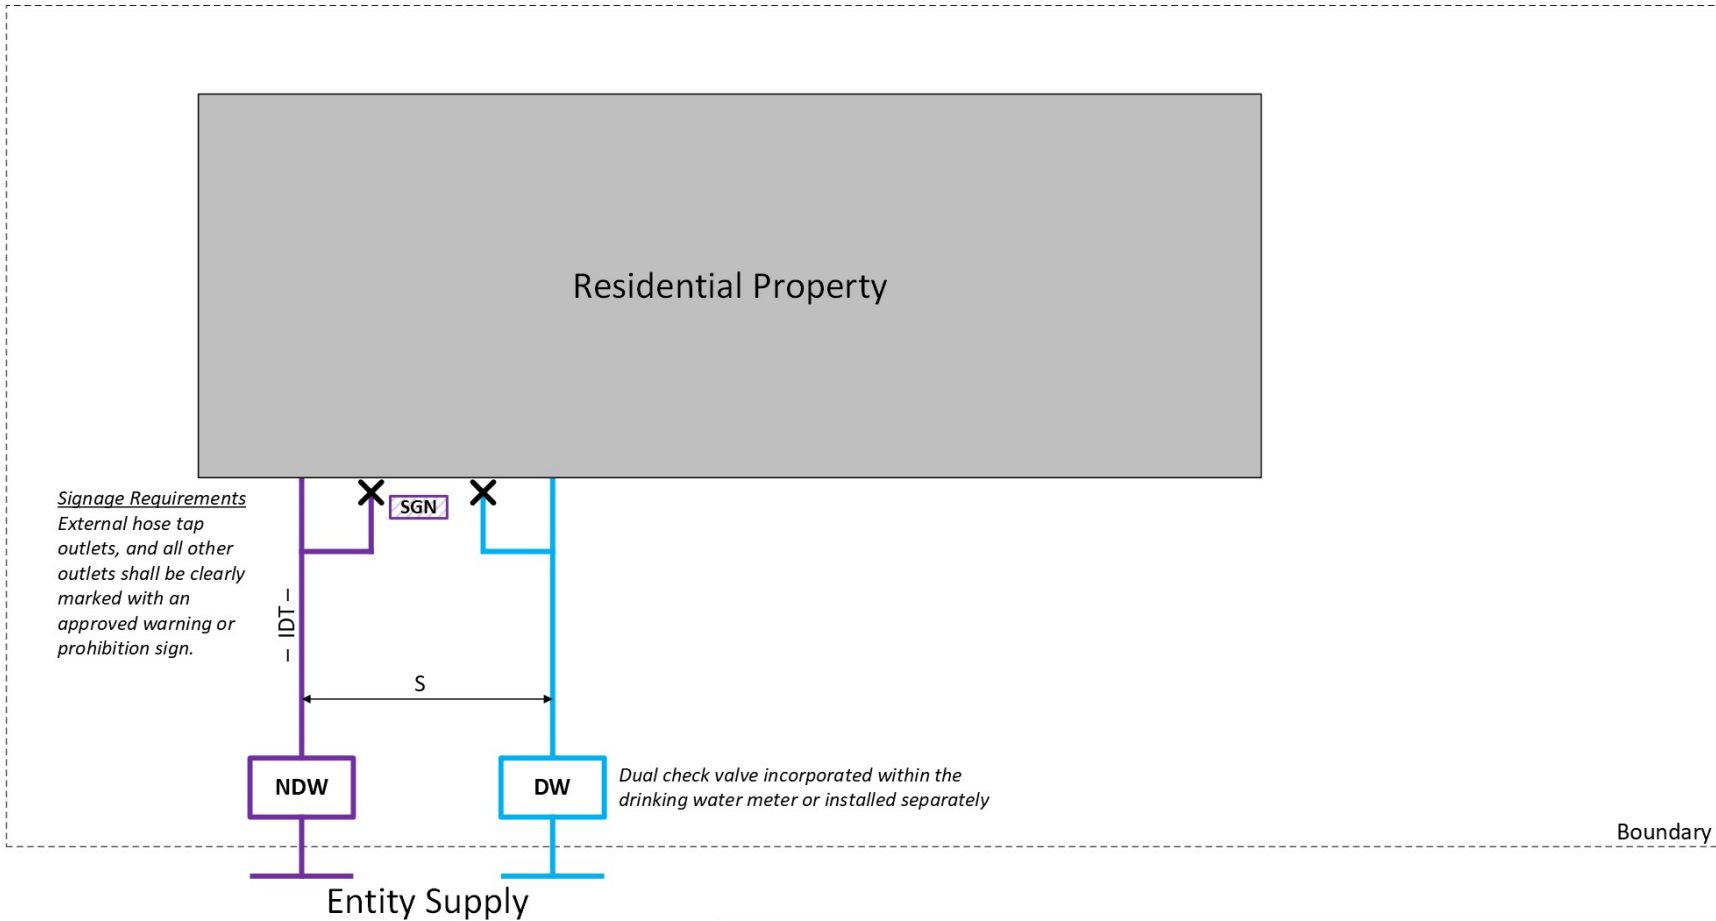 Residential Property
Signage Requirements
External hose tap
outlets, and all other
outlets shall be clearly
marked with an
approved warning or
prohibition sign.
SGN
– IDT –
S
NDW
DW
Dual check valve incorporated within the
drinking water meter or installed separately
Boundary
Entity Supply